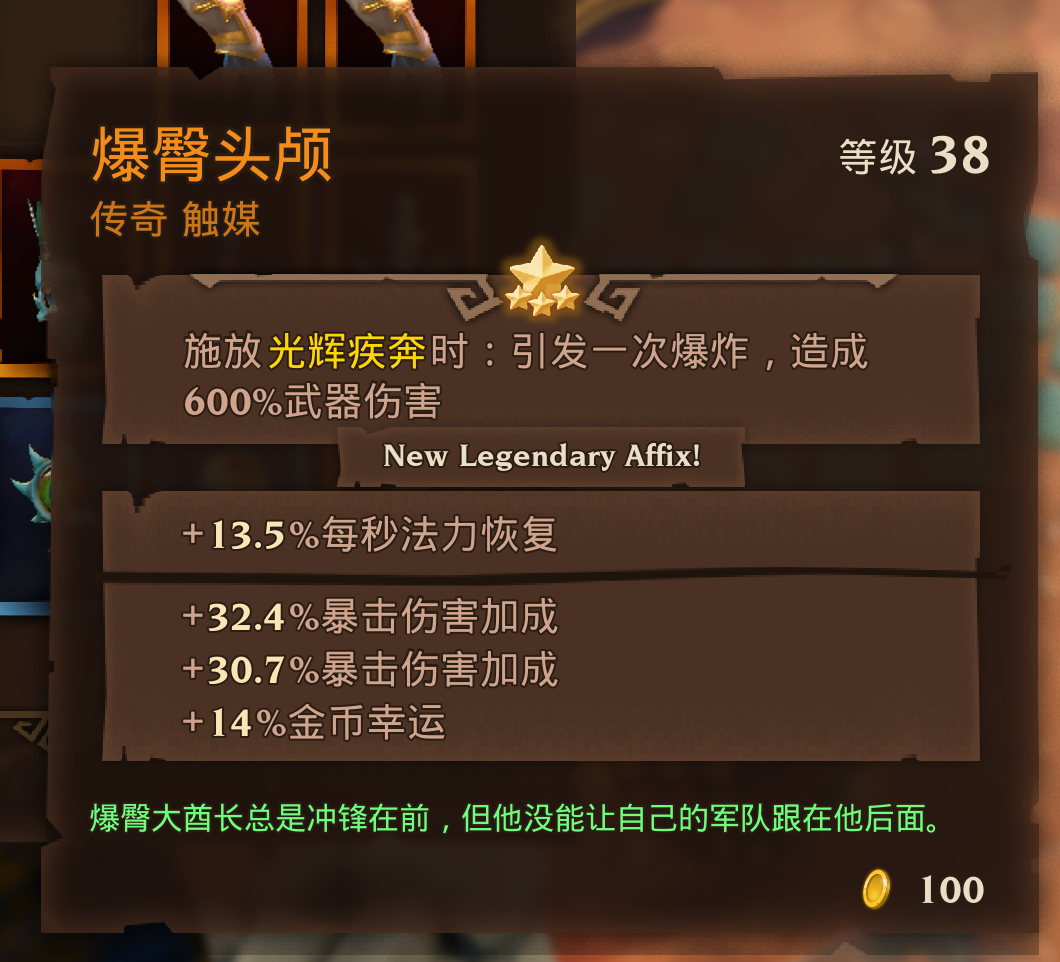 爆臀头颅
等级 38
传奇 触媒
施放光辉疾奔时：引发一次爆炸，造成
600%武器伤害
New Legendary Affix!
+13.5%每秒法力恢复
+32.4%暴击伤害加成
+30.7%暴击伤害加成
+14%金币幸运
爆臀大酋长总是冲锋在前，但他没能让自己的军队跟在他后面。
100